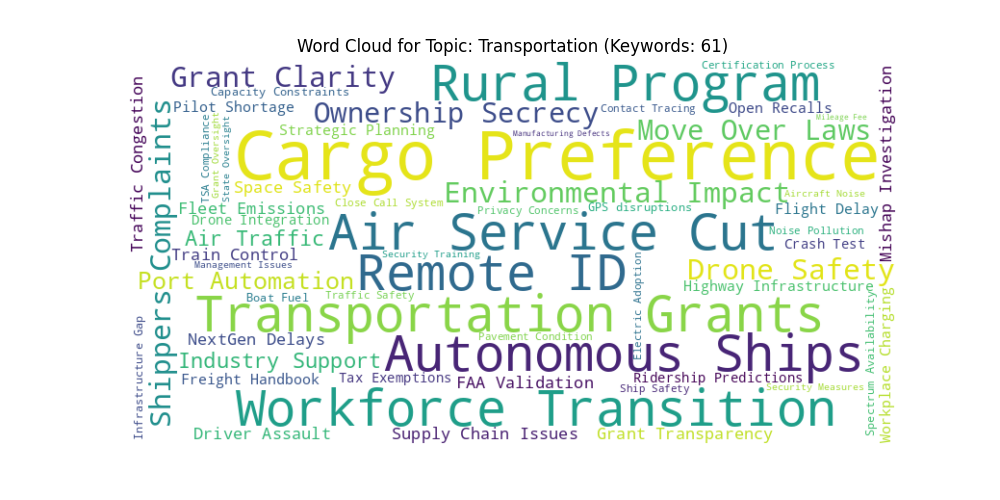 Word Cloud for Topic: Transportation (Keywords: 61)
Certification Process
Grant Clarity
Rural Program
Capacity Constraints
Pilot Shortage
Ownership Secrecy
Contact Tracing
Open Recalls
Mileage Fee
Strategic Planning
Manufacturing Defects
Move Over Laws
Traffic Congestion
Shippers Complaints
TSA Compliance
Grant Oversight
State Oversight
Cargo Preference
Mishap Investigation
Space Safety
Environmental Impact
Aircraft Noise
Close Call System
Fleet Emissions
Privacy Concerns
GPS disruptions
Flight Delay
Drone Integration
Air Service Cut
Noise Pollution
Air Traffic
Crash Test
Train Control
Security Training
Management Issues
Remote ID
Drone Safety
Port Automation
Electric Adoption
Highway Infrastructure
Boat Fuel
Traffic Safety
Transportation Grants
Infrastructure Gap
Spectrum Availability
Workplace Charging
NextGen Delays
Pavement Condition
Industry Support
Autonomous Ships
Freight Handbook
Tax Exemptions
FAA Validation
Ridership Predictions
Ship Safety
Security Measures
Workforce Transition
Driver Assault
Supply Chain Issues
Grant Transparency